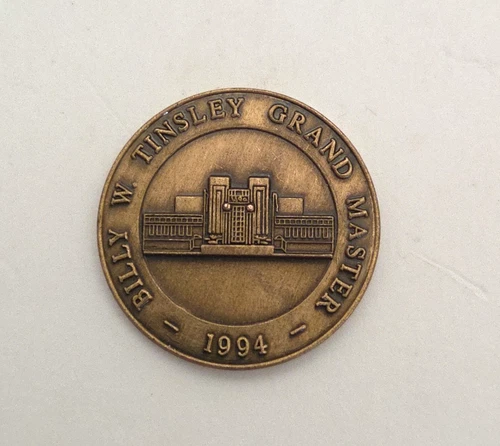 BILLY W. TINSLEY GRAND MASTER
- 1994 -